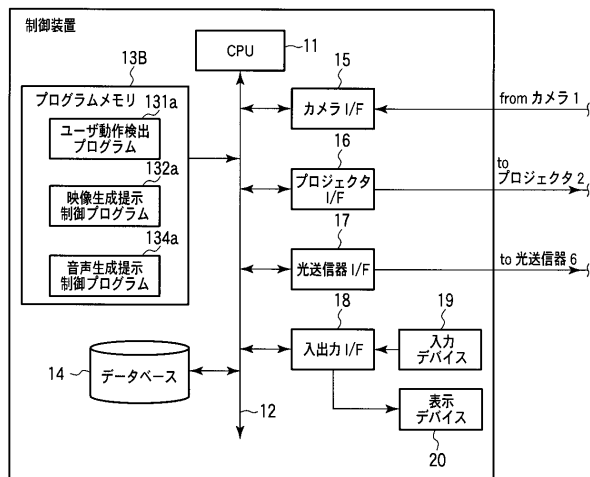 制御装置
CPU
11
13B
プログラムメモリ
131a
ユーザ動作検出
プログラム
132a
映像生成提示
制御プログラム
134a
音声生成提示
制御プログラム
15
カメラ I/F
from カメラ 1
16
プロジェクタ
I/F
to
プロジェクタ 2
17
光送信器 I/F
to 光送信器 6
18
入出力 I/F
19
入力
デバイス
14
データベース
12
表示
デバイス
20